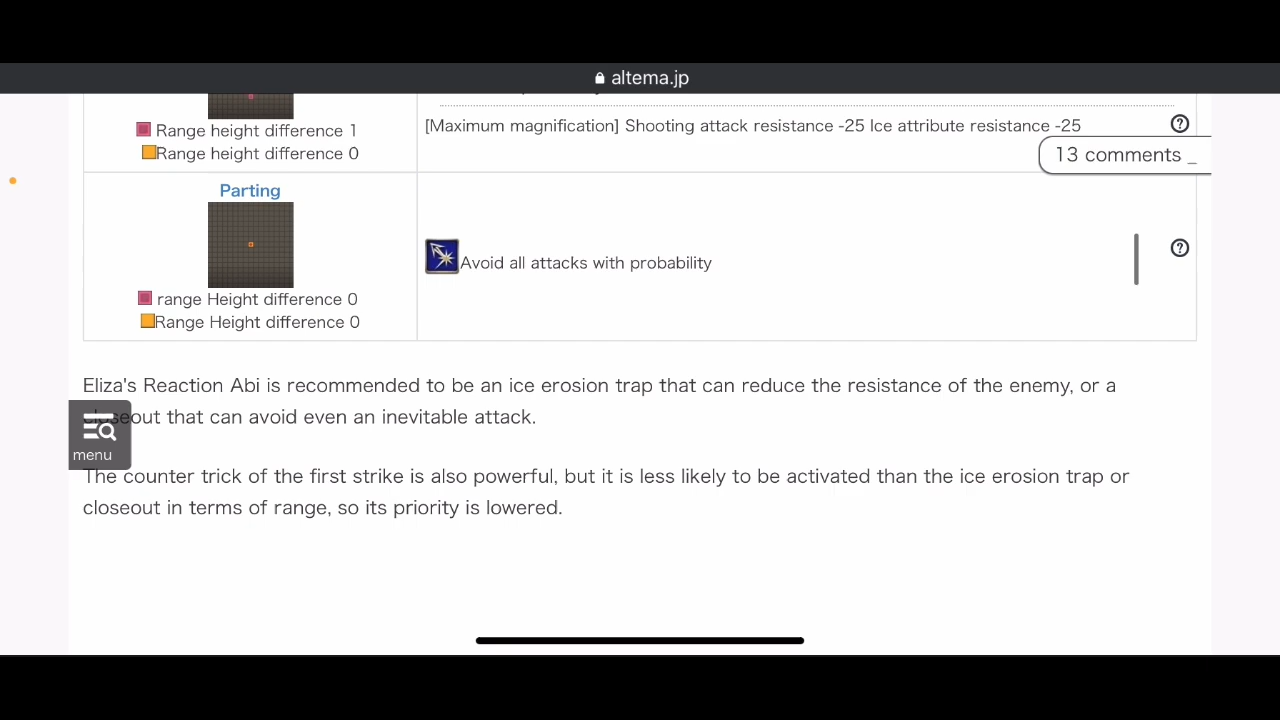 altema.jp
Range height difference 1
Range height difference 0
[Maximum magnification] Shooting attack resistance -25 Ice attribute resistance -25
13 comments _
Parting
range Height difference 0
Range Height difference 0
Avoid all attacks with probability
Eliza's Reaction Abi is recommended to be an ice erosion trap that can reduce the resistance of the enemy, or a
closeout that can avoid even an inevitable attack.
menu
The counter trick of the first strike is also powerful, but it is less likely to be activated than the ice erosion trap or
closeout in terms of range, so its priority is lowered.